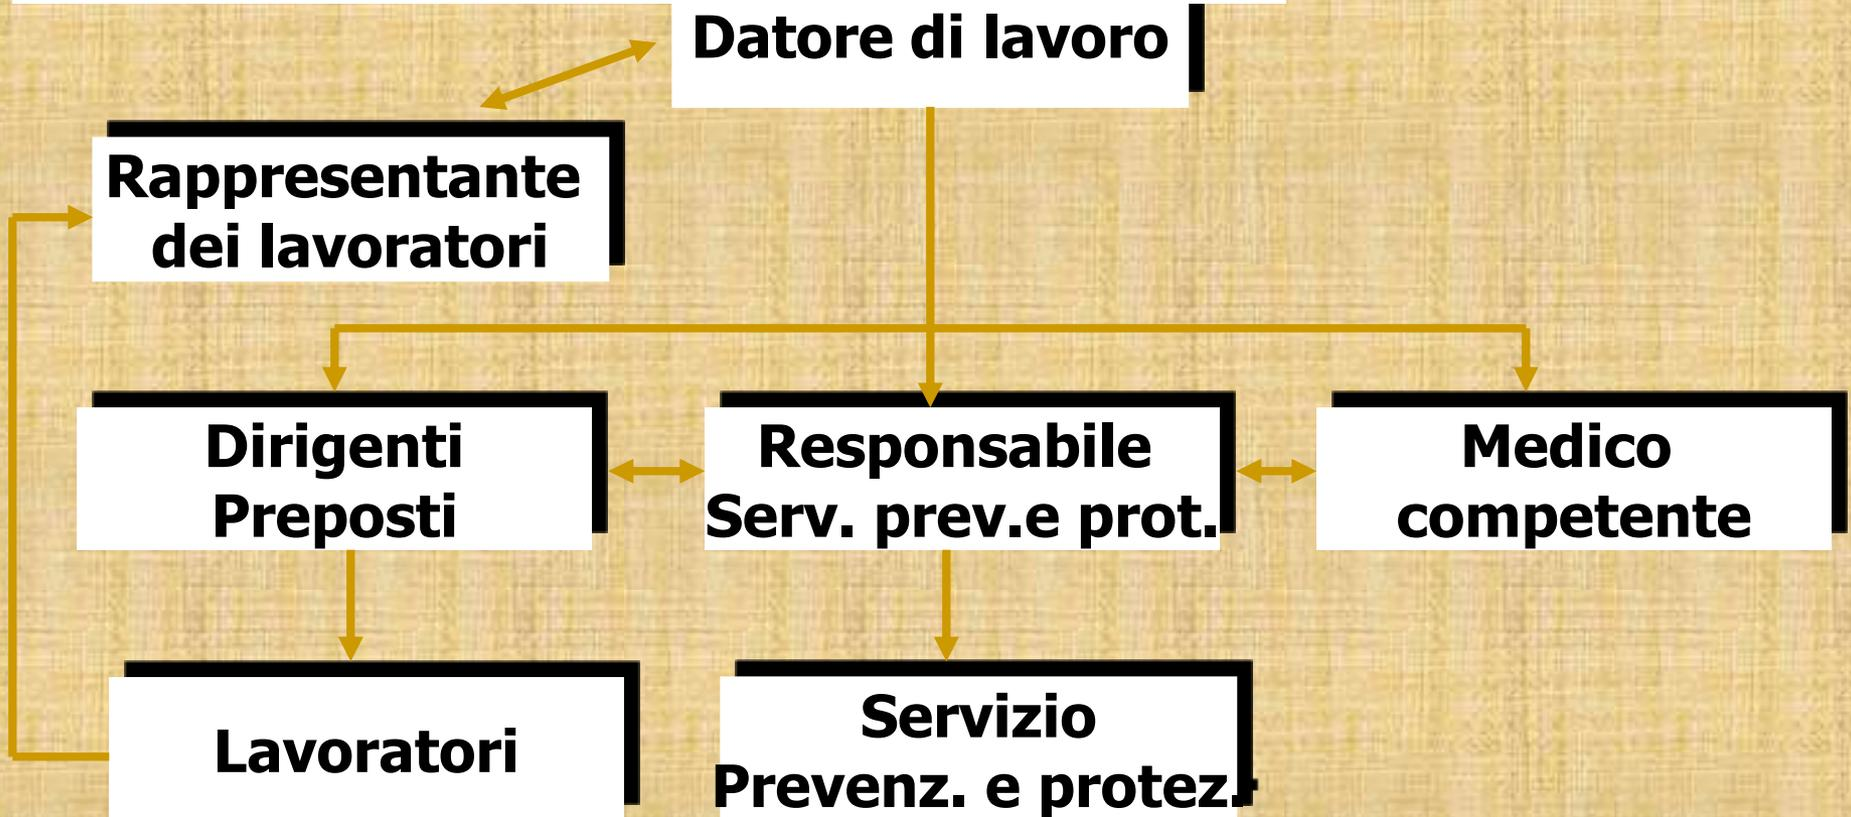 Datore di lavoro
Rappresentante
dei lavoratori
Dirigenti
Preposti
Responsabile
Serv. prev.e prot.
Medico
competente
Lavoratori
Servizio
Prevenz. e protez.